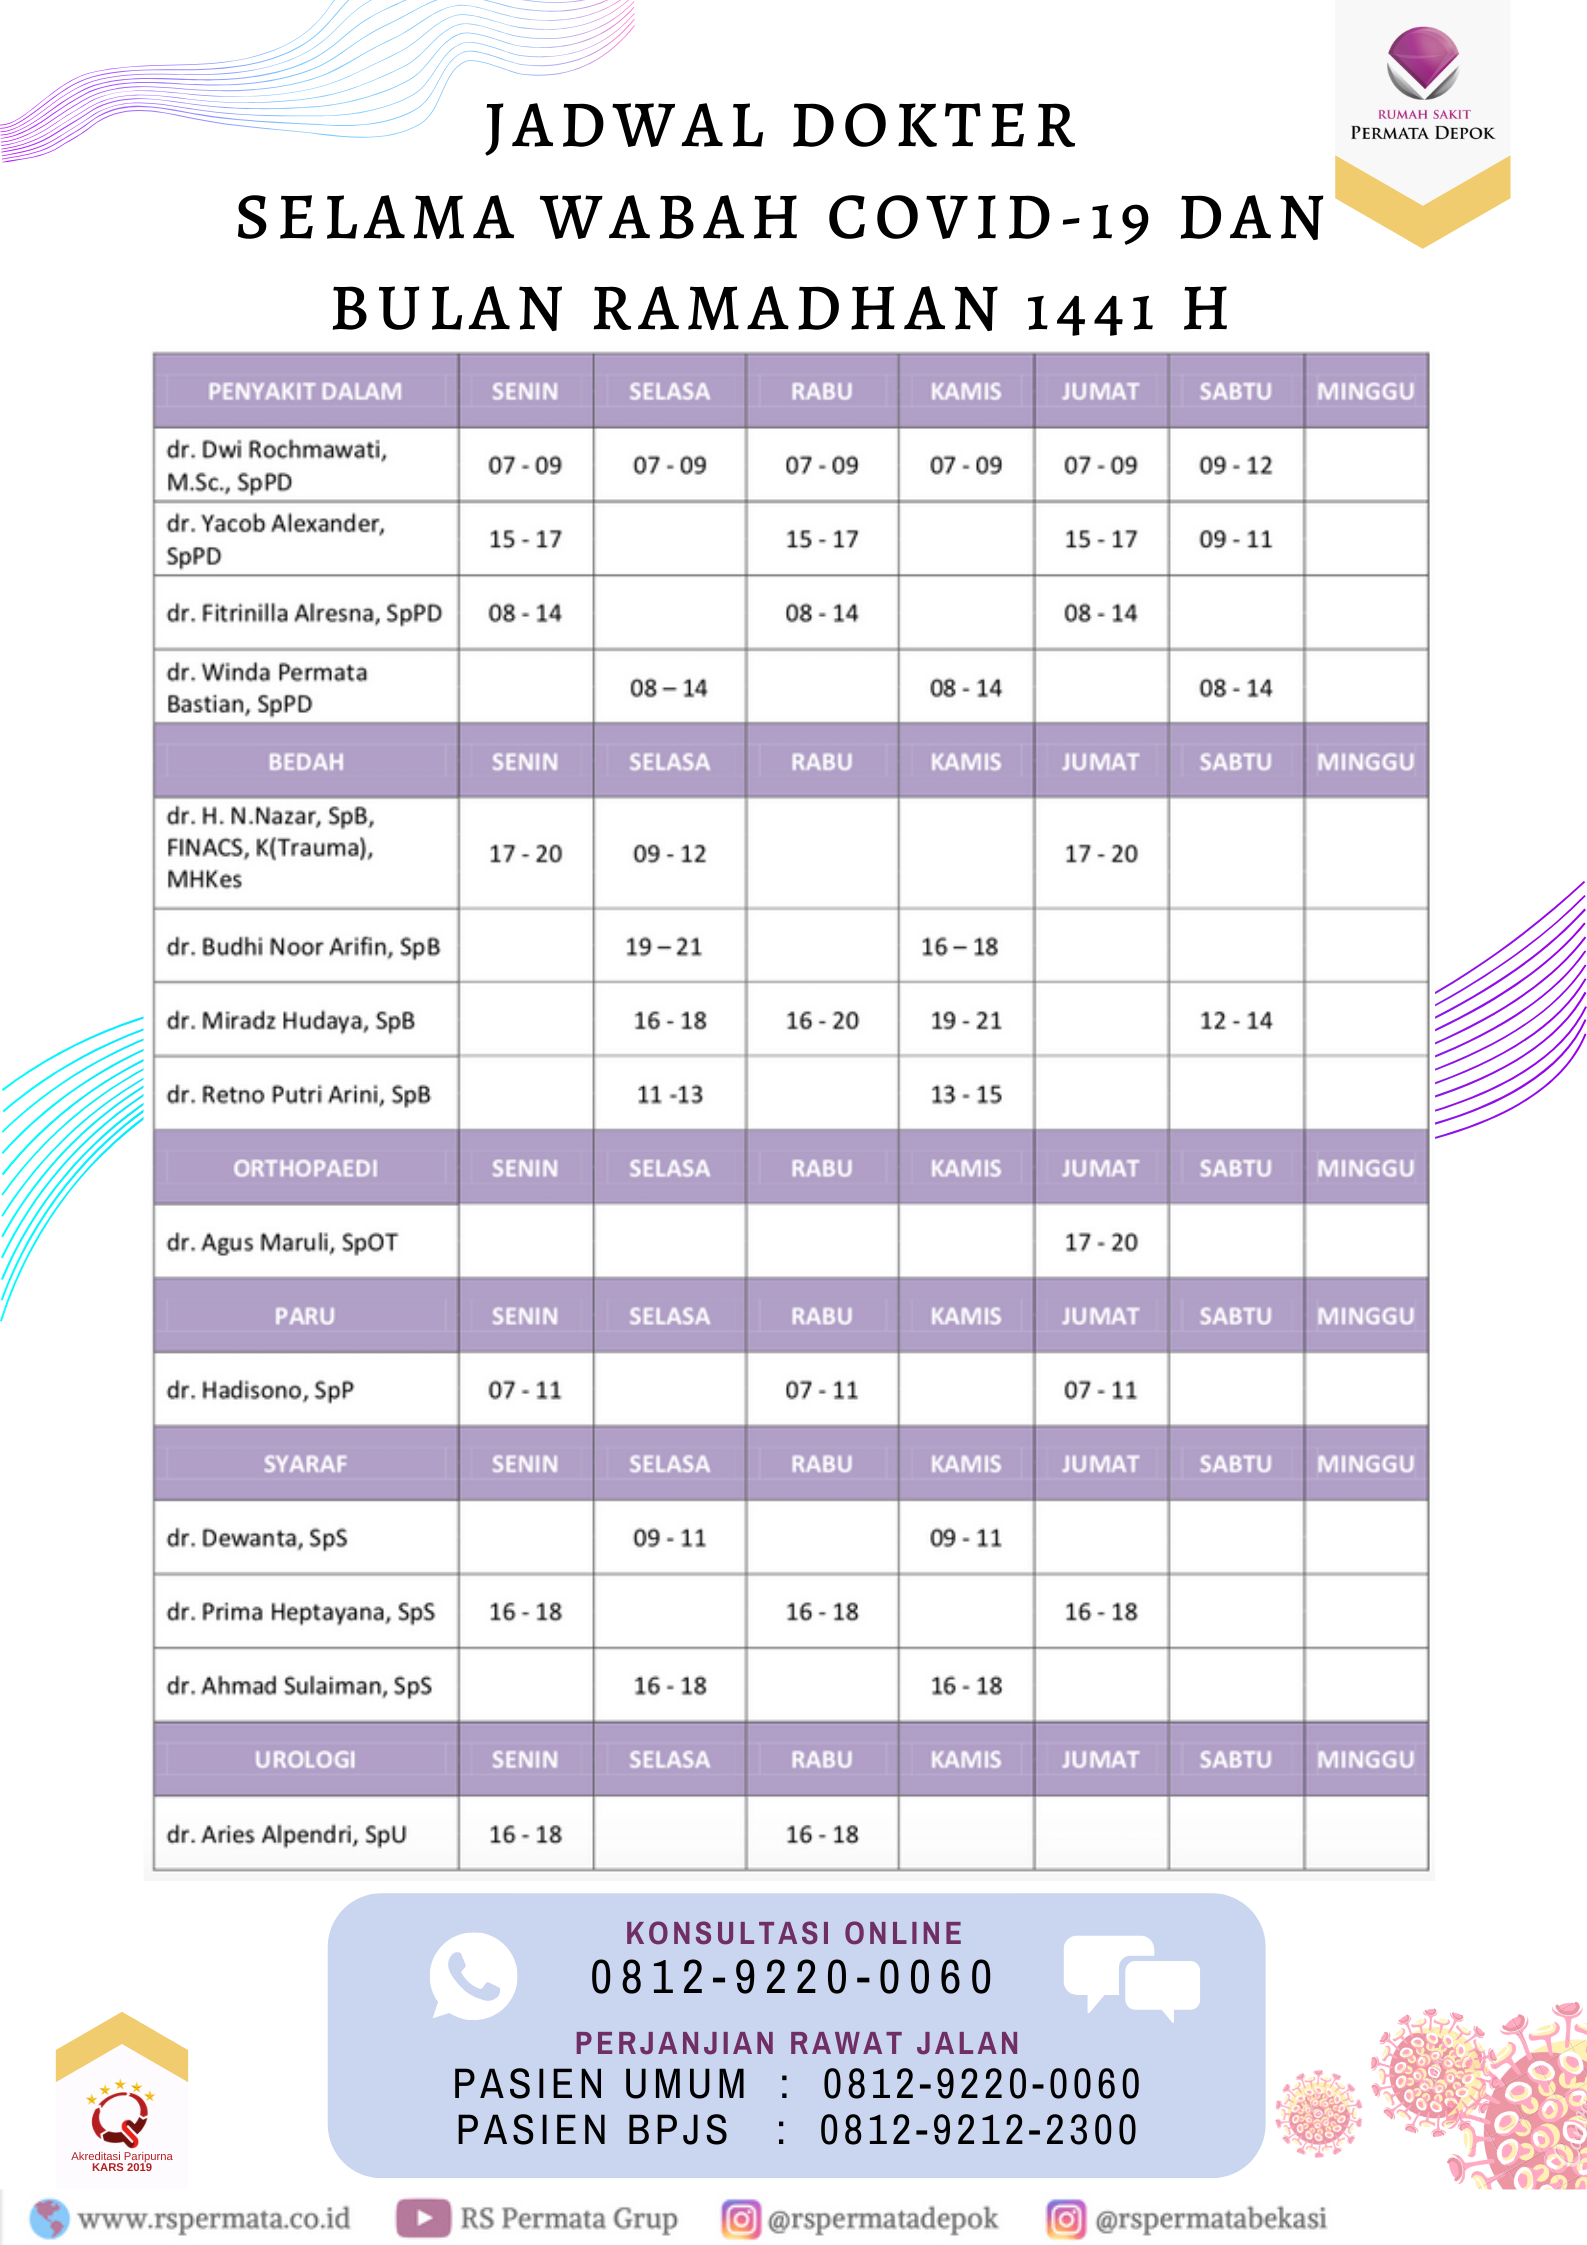 JADWAL DOKTER
SELAMA WABAH COVID-19 DAN
BULAN RAMADHAN 1441 H
RUMAH SAKIT
PERMATA DEPOK
PENYAKIT DALAM SENIN SELASA RABU KAMIS JUMAT SABTU MINGGU
dr. Dwi Rochmawati,
M.Sc., SpPD 07 - 09 07 - 09 07 - 09 07 - 09 07 - 09 09 - 12
dr. Yacob Alexander,
SpPD 15 - 17 15 - 17 15 - 17 09 - 11
dr. Fitrinilla Alresna, SpPD 08 - 14 08 - 14 08 - 14
dr. Winda Permata
Bastian, SpPD 08 – 14 08 - 14 08 - 14
BEDAH SENIN SELASA RABU KAMIS JUMAT SABTU MINGGU
dr. H. N.Nazar, SpB,
FINACS, K(Trauma), 17 - 20 09 - 12 17 - 20
MHKes
dr. Budhi Noor Arifin, SpB 19 – 21 16 – 18
dr. Miradz Hudaya, SpB 16 - 18 16 - 20 19 - 21 12 - 14
dr. Retno Putri Arini, SpB 11 -13 13 - 15
ORTHOPAEDI SENIN SELASA RABU KAMIS JUMAT SABTU MINGGU
dr. Agus Maruli, SpOT 17 - 20
PARU SENIN SELASA RABU KAMIS JUMAT SABTU MINGGU
dr. Hadisono, SpP 07 - 11 07 - 11 07 - 11
SYARAF SENIN SELASA RABU KAMIS JUMAT SABTU MINGGU
dr. Dewanta, SpS 09 - 11 09 - 11
dr. Prima Heptayana, SpS 16 - 18 16 - 18 16 - 18
dr. Ahmad Sulaiman, SpS 16 - 18 16 - 18
UROLOGI SENIN SELASA RABU KAMIS JUMAT SABTU MINGGU
dr. Aries Alpendri, SpU 16 - 18 16 - 18
KONSULTASI ONLINE
0812-9220-0060
PERJANJIAN RAWAT JALAN
PASIEN UMUM : 0812-9220-0060
PASIEN BPJS : 0812-9212-2300
Akreditasi Paripurna
KARS 2019
www.rspermata.co.id RS Permata Grup @rspermatadepok @rspermatabekasi